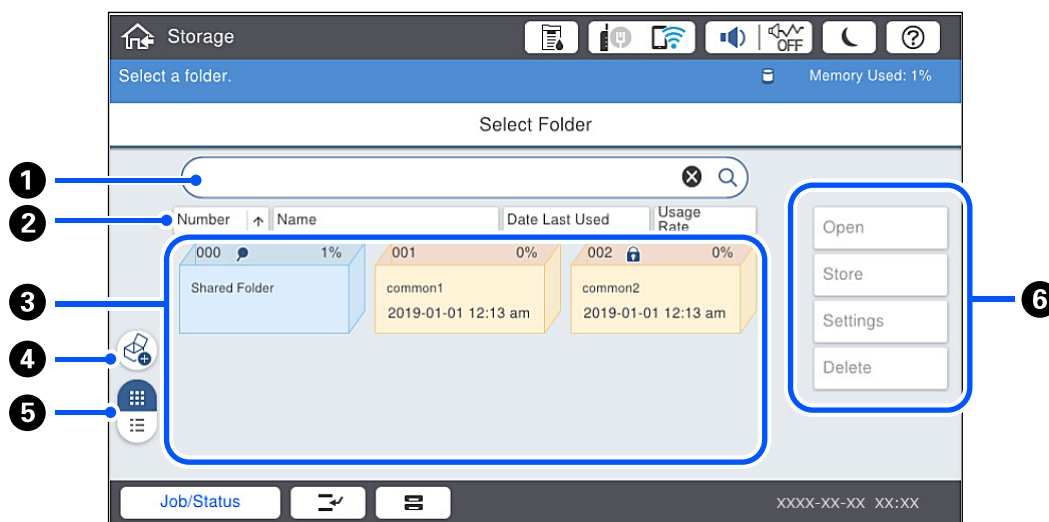 Storage
OFF
Select a folder.
Memory Used: 1%
Select Folder
1
2
Number
Name
Date Last Used
Usage
Rate
000
1%
001
0%
002
0%
Shared Folder
common1
common2
2019-01-01 12:13 am
2019-01-01 12:13 am
3
4
5
Open
Store
Settings
Delete
6
Job/Status
XXXX-XX-XX XX:XX